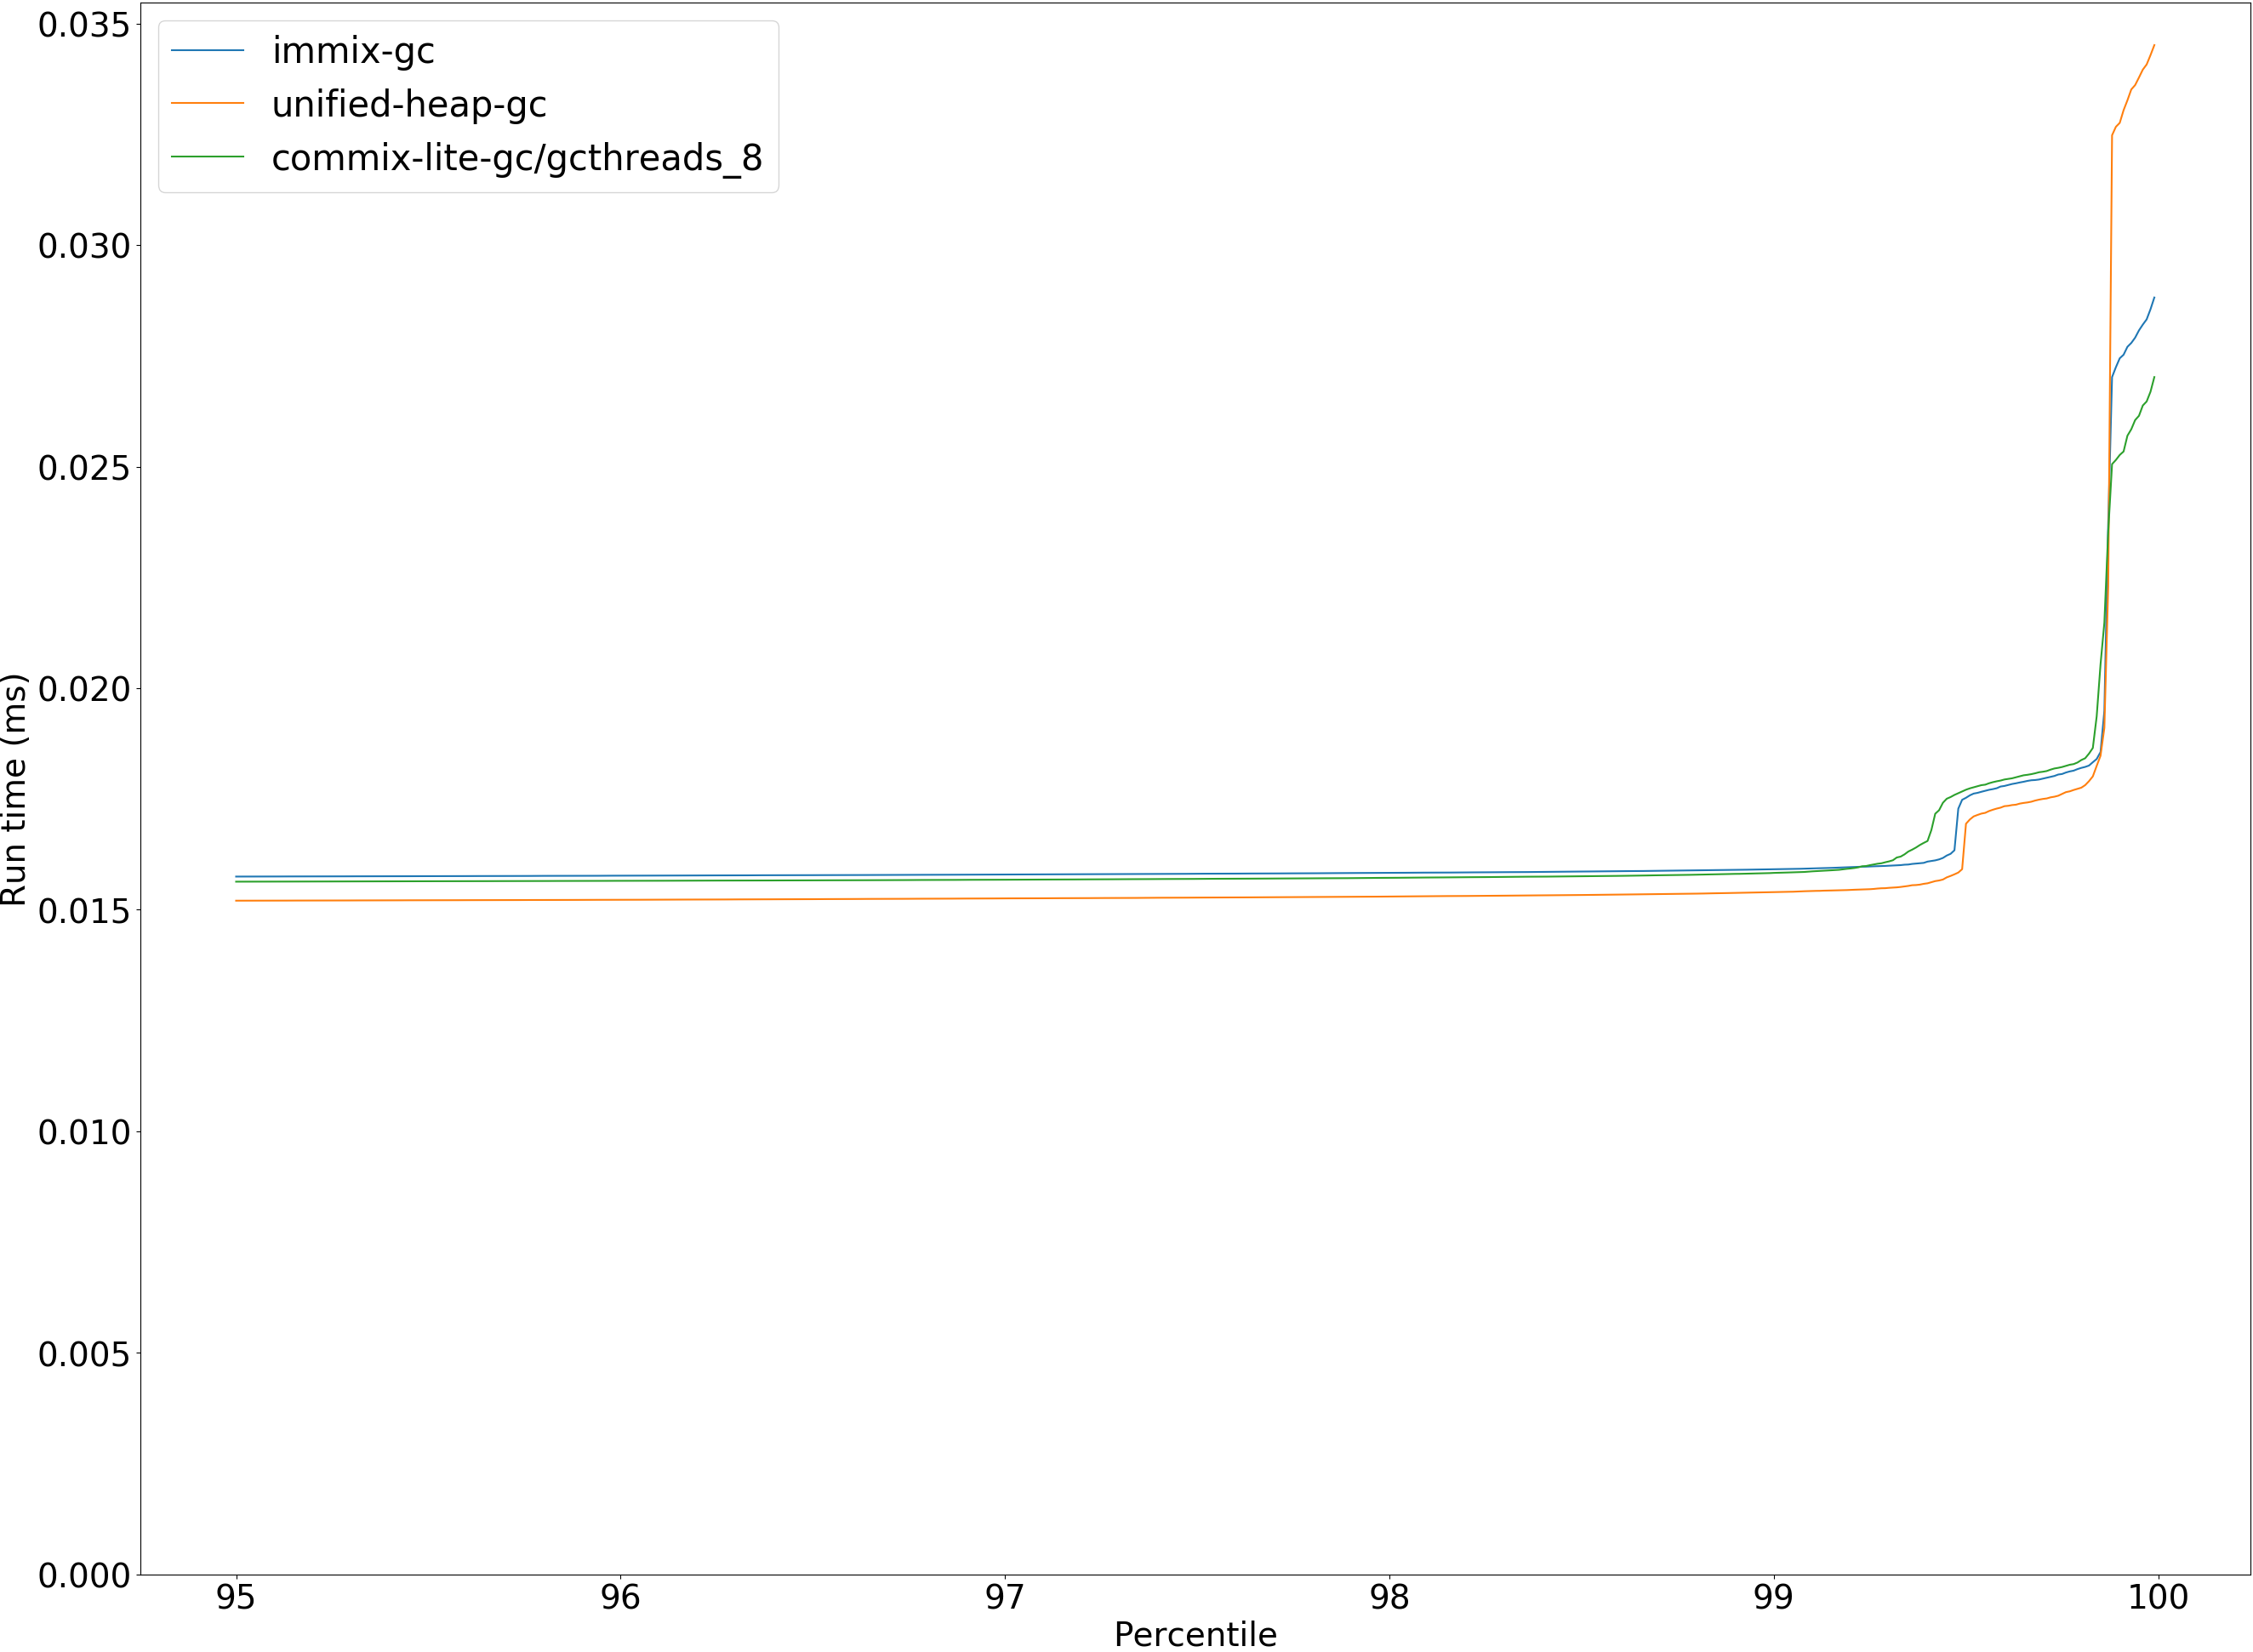 0.035
0.030
0.025
0.020
0.015
0.010
0.005
0.000
Run time (ms)
immix-gc
unified-heap-gc
commix-lite-gc/gcthreads_8
95 96 97 98 99 100
Percentile